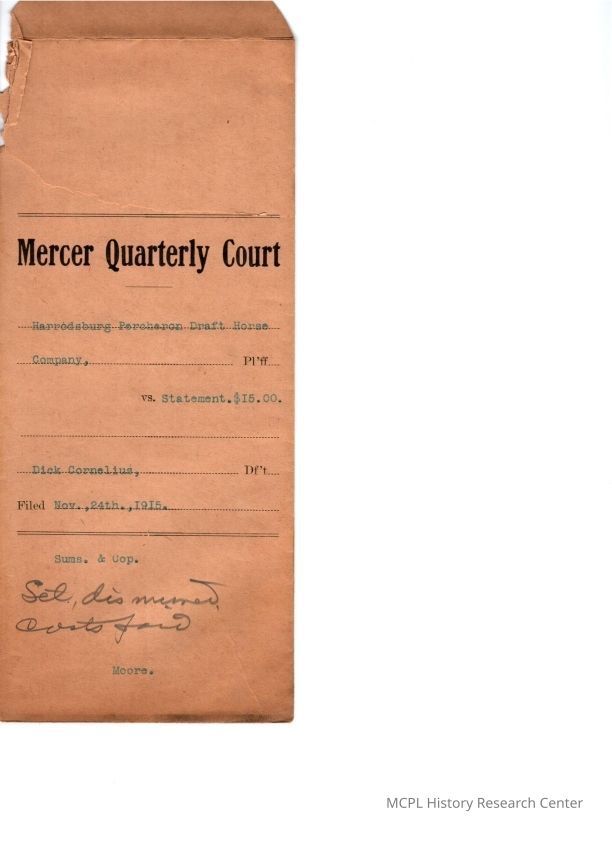 Mercer Quarterly Court
Harrodsburg Percheron Draft Horse
Company, Pl'ff
vs. Statement.$15.00.
Dick Cornelius, Df't
Filed Nov.,24th.,1915.
Sums. & Cop.
Set, dismissed
costs paid
Moore.
MCPL History Research Center